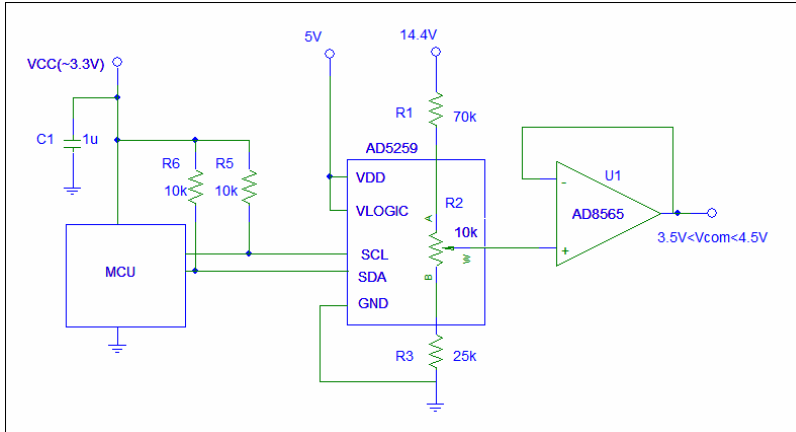 5V
14.4V
VCC(~3.3V)
R1
70k
C1
1u
R6
R5
10k
10k
AD5259
VDD
VLOGIC
A
R2
10k
B
W
SCL
SDA
GND
MCU
-
U1
AD8565
+
3.5V<Vcom<4.5V
R3
25k